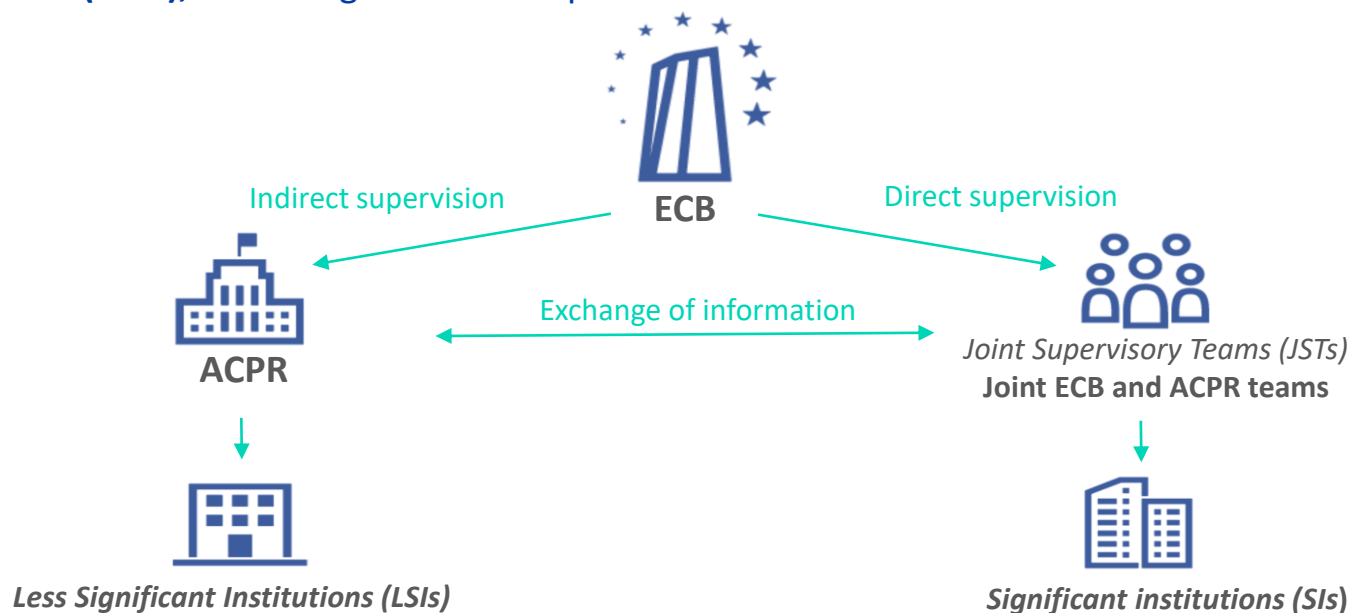 Indirect supervision
Direct supervision
ECB
Exchange of information
ACPR
Joint Supervisory Teams (JSTs)
Joint ECB and ACPR teams
Less Significant Institutions (LSIs)
Significant institutions (SIs)